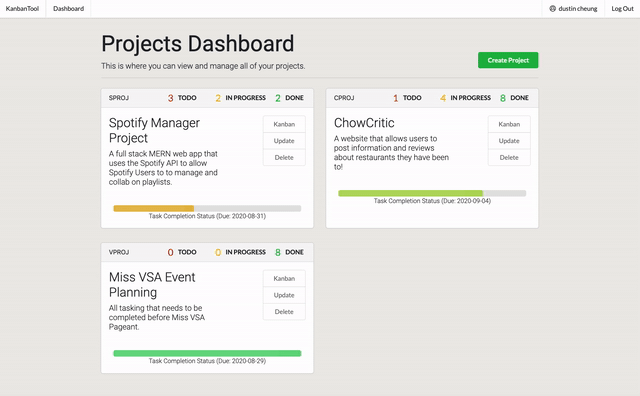 KanbanTool Dashboard dustin cheung Log Out
Projects Dashboard
This is where you can view and manage all of your projects.
Create Project
SPROJ 3 TODO 2 IN PROGRESS 2 DONE
Spotify Manager
Project
A full stack MERN web app that
uses the Spotify API to allow
Spotify Users to to manage and
collab on playlists.
Kanban
Update
Delete
Task Completion Status (Due: 2020-08-31)
CPROJ 1 TODO 4 IN PROGRESS 8 DONE
ChowCritic
A website that allows users to
post information and reviews
about restaurants they have been
to!
Kanban
Update
Delete
Task Completion Status (Due: 2020-09-04)
VPROJ 0 TODO 0 IN PROGRESS 8 DONE
Miss VSA Event
Planning
All tasking that needs to be
completed before Miss VSA
Pageant.
Kanban
Update
Delete
Task Completion Status (Due: 2020-08-29)